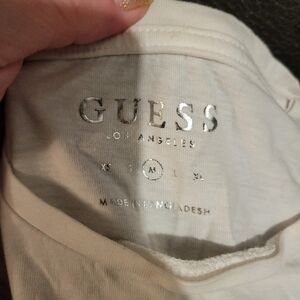 GUESS
LOS ANGELES
XS S M L XL
MADE IN BANGLADESH